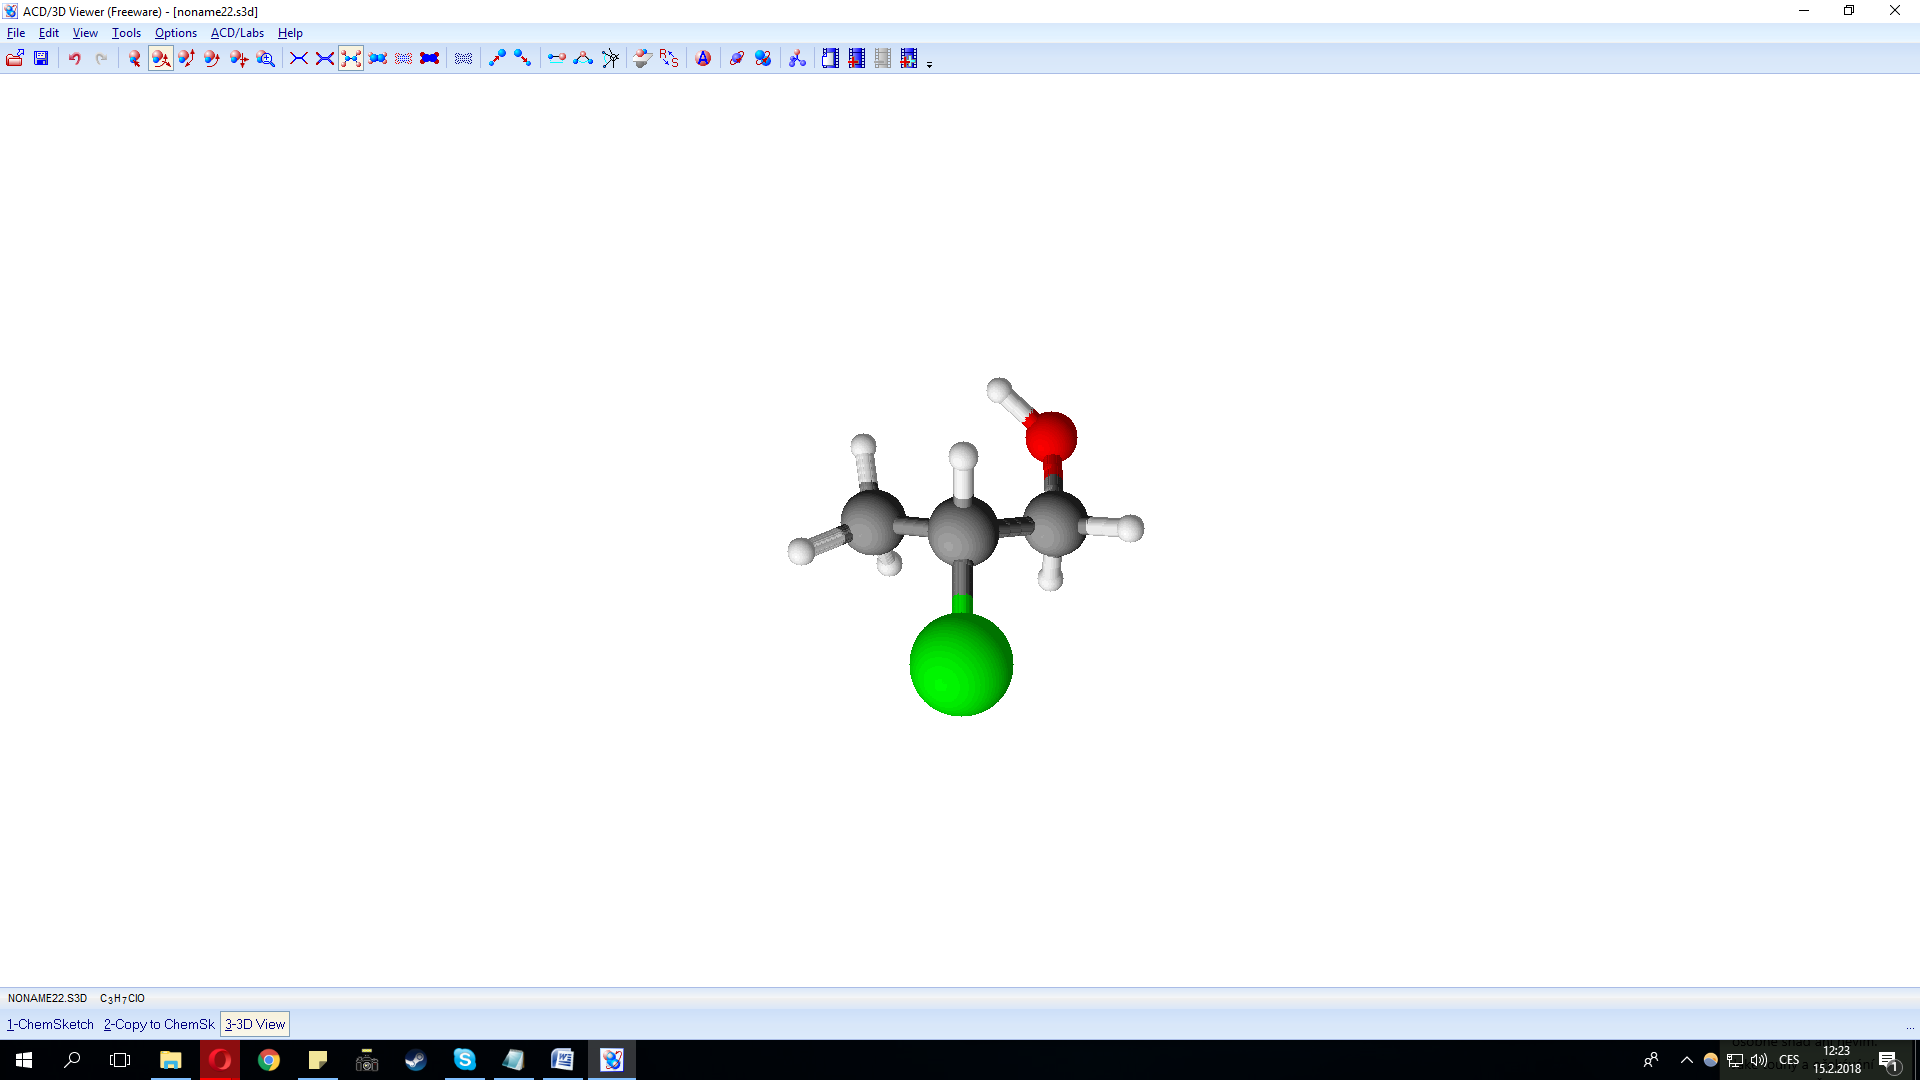 ACD/3D Viewer (Freeware) - [noname22.s3d]
File Edit View Tools Options ACD/Labs Help
NONAME22.S3D C3H7ClO
1-ChemSketch 2-Copy to ChemSk 3-3D View
CES
12:23
15.2.2018
1